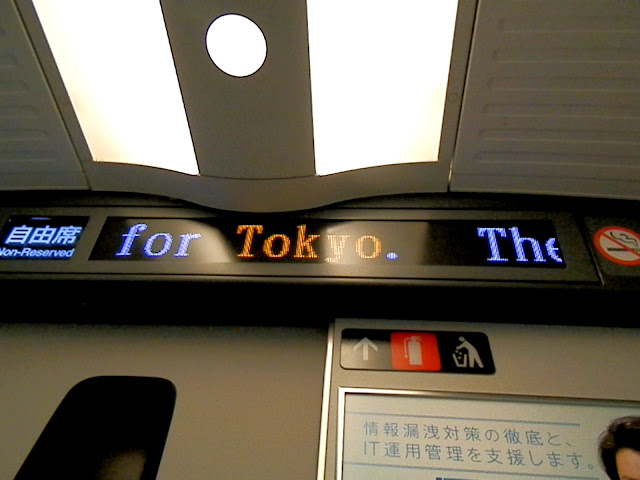 自由席
Non-Reserved
for Tokyo. The
情報漏洩対策の徹底と、
IT運用管理を支援します。